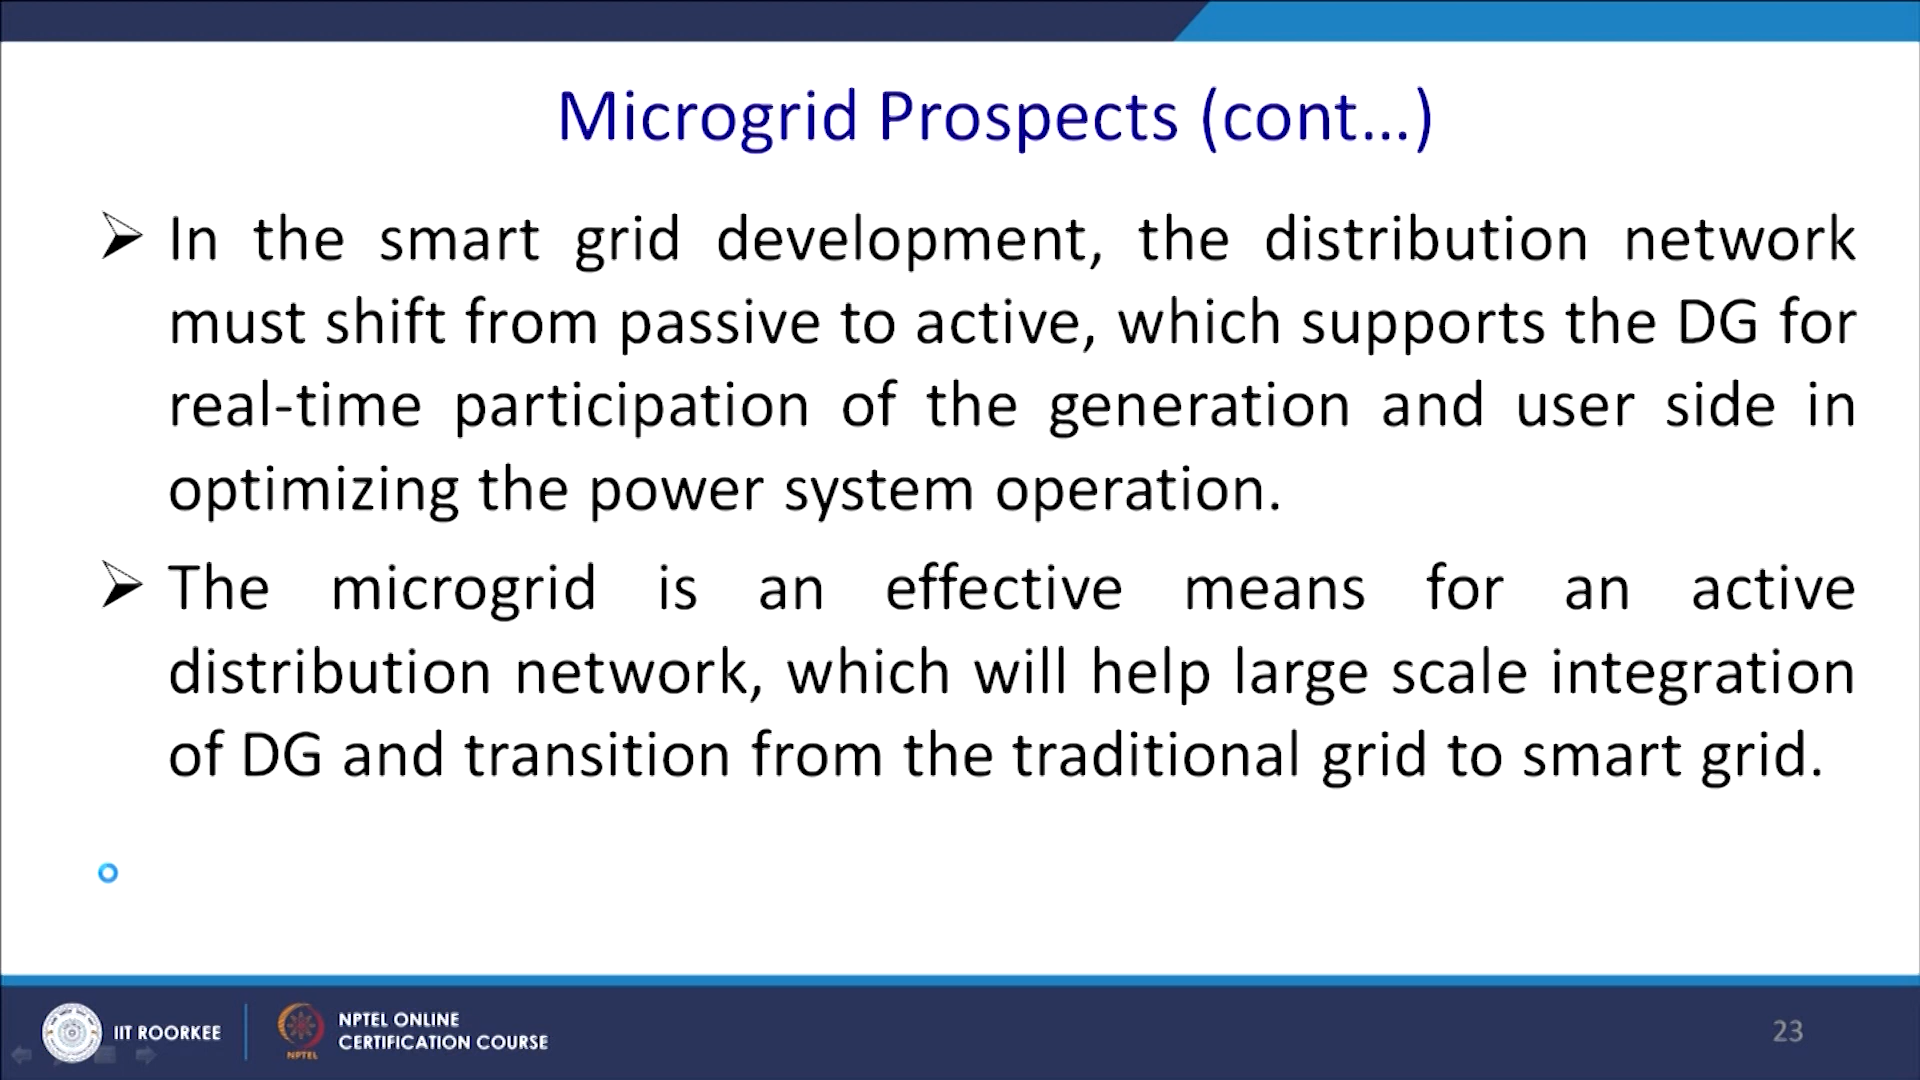 Microgrid Prospects (cont...)
In the smart grid development, the distribution network
must shift from passive to active, which supports the DG for
real-time participation of the generation and user side in
optimizing the power system operation.
The microgrid is an effective means for an active
distribution network, which will help large scale integration
of DG and transition from the traditional grid to smart grid.
IIT ROORKEE
NPTEL
NPTEL ONLINE
CERTIFICATION COURSE
23